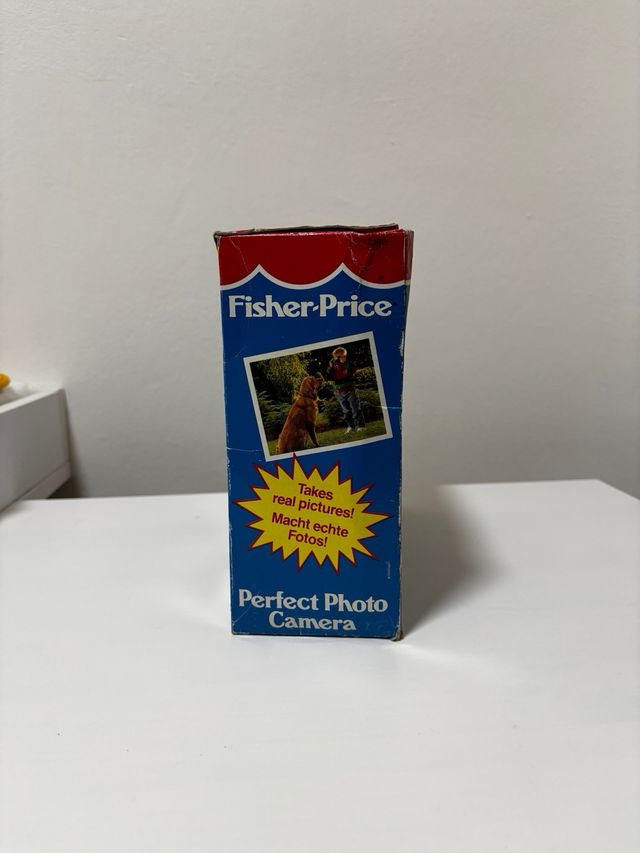 Fisher-Price
Takes
real pictures!
Macht echte
Fotos!
Perfect Photo
Camera